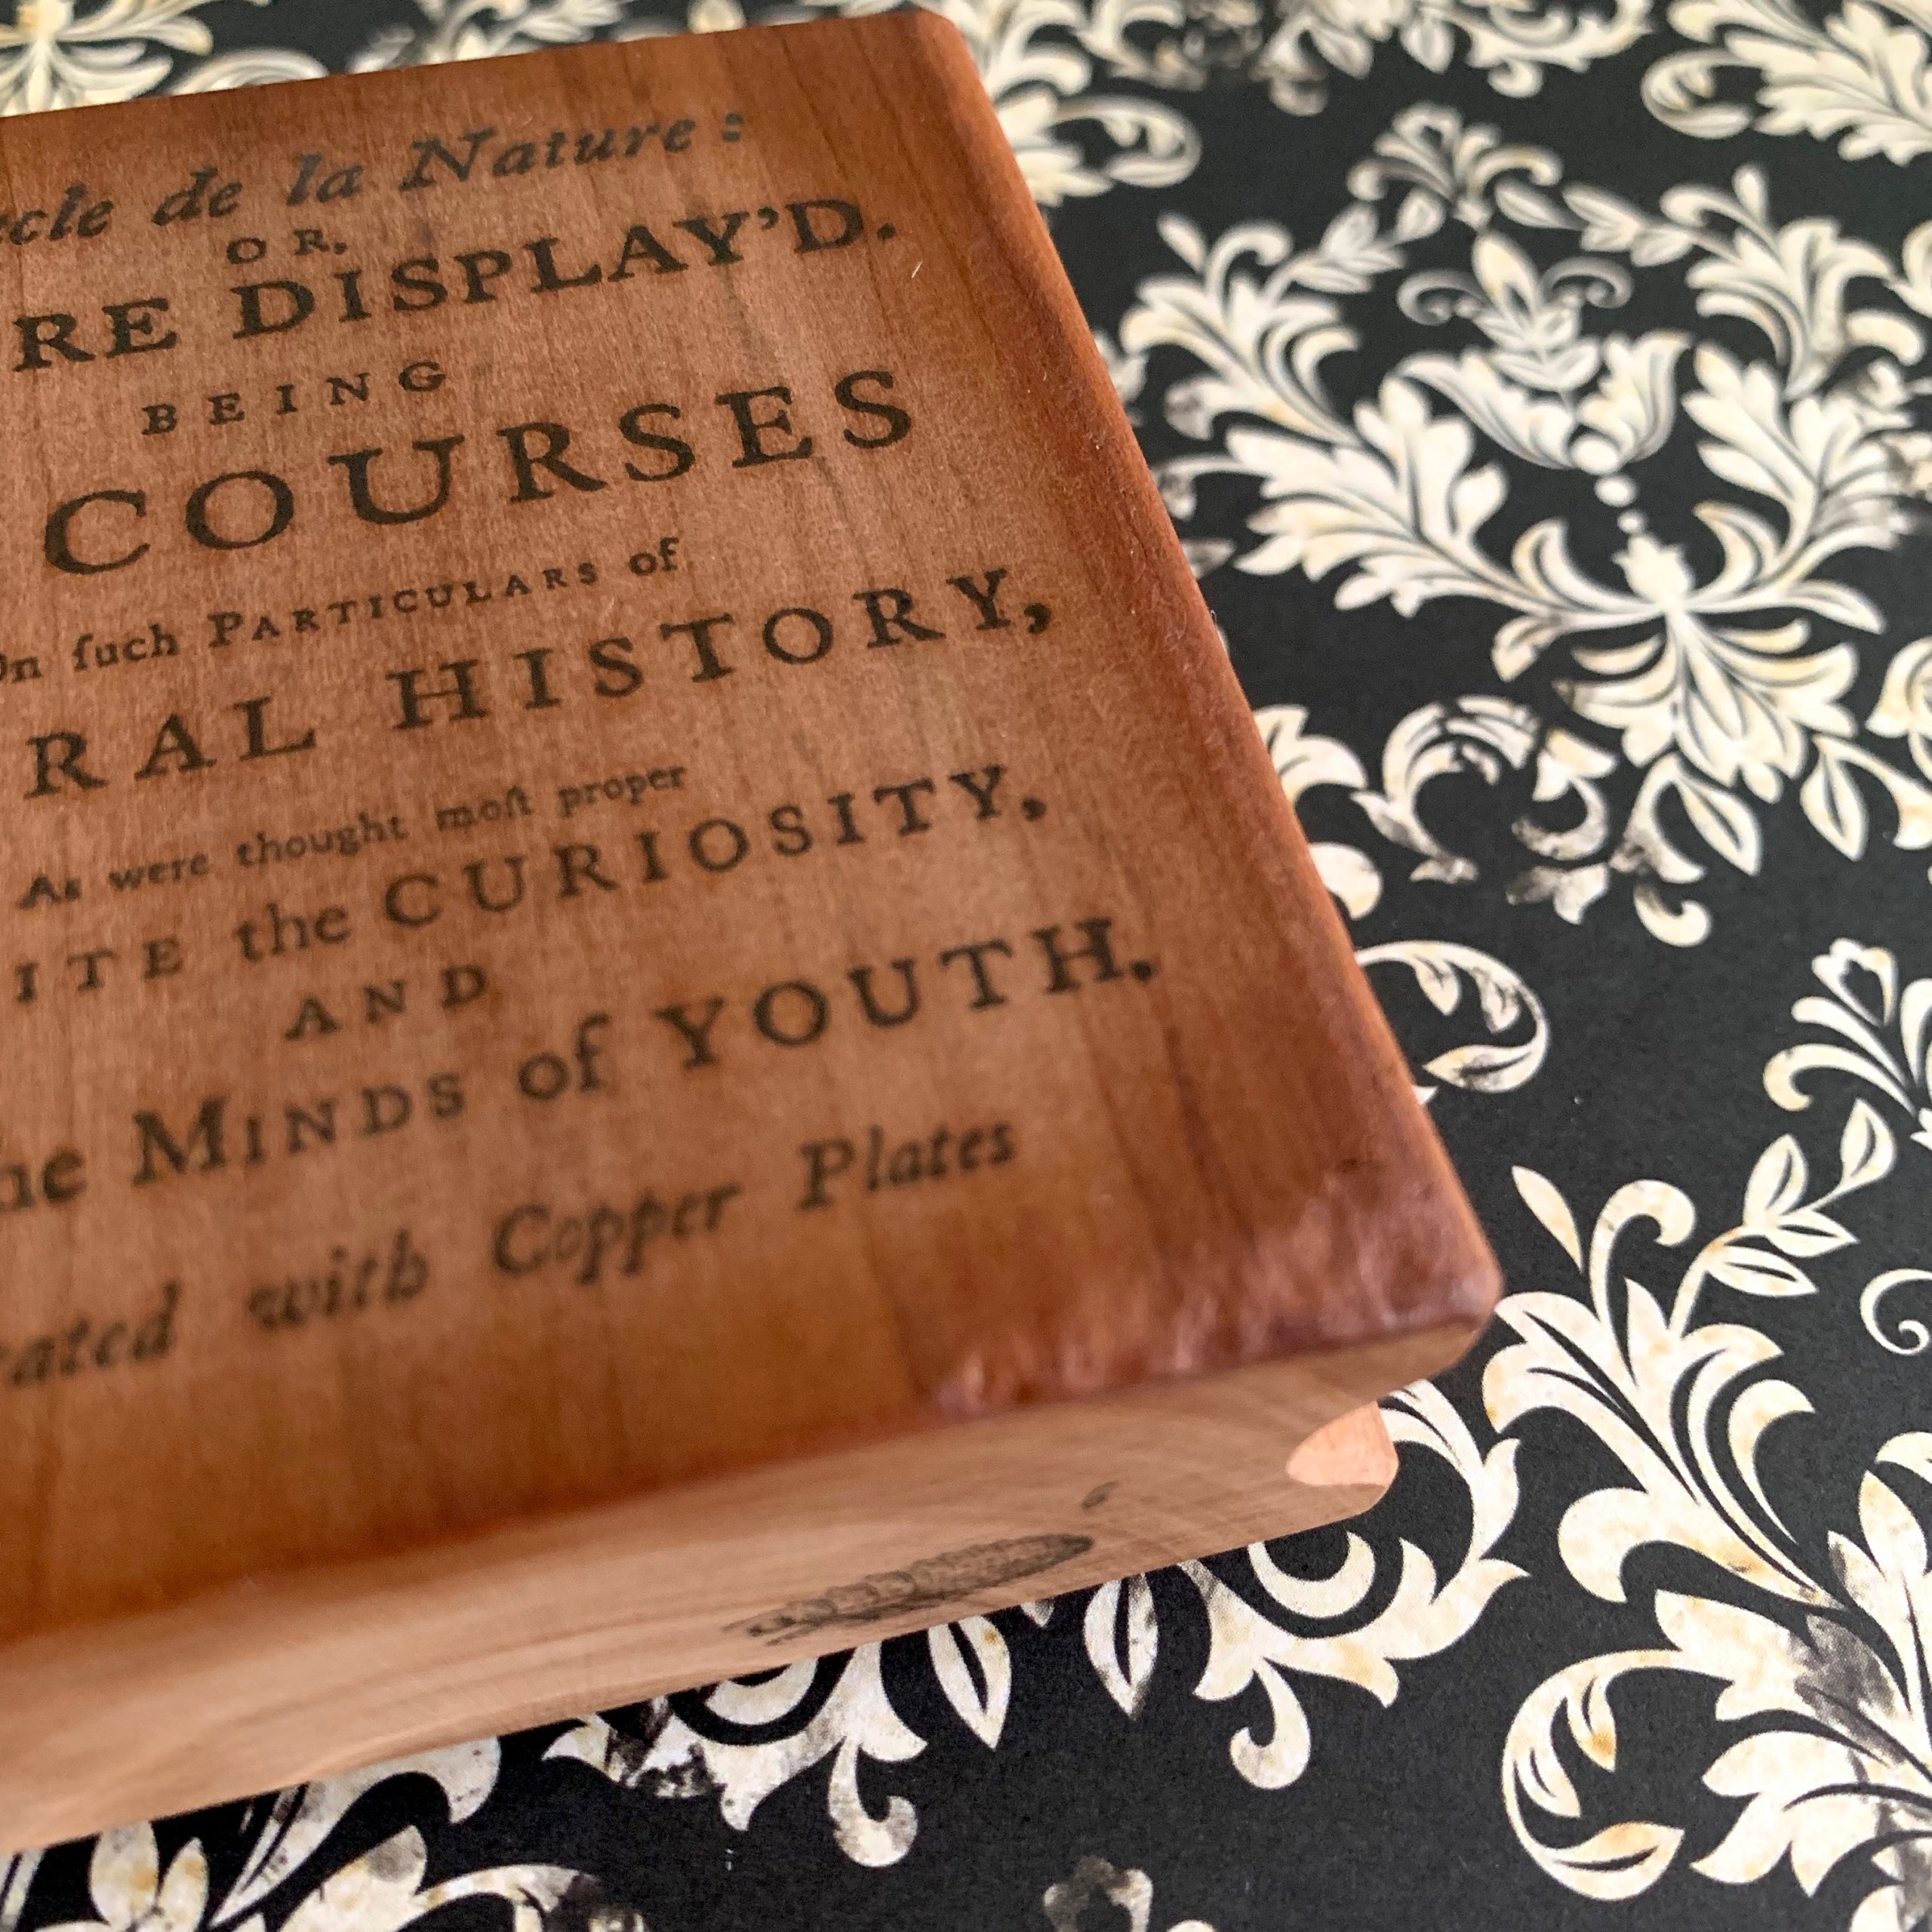 cle de la Nature:
OR,
RE DISPLAY'D.
BEING
COURSES
On ſuch PARTICULARS of
RAL HISTORY,
As were thought moſt proper
ITE the CURIOSITY,
AND
he MINDS of YOUTH.
rated with Copper Plates